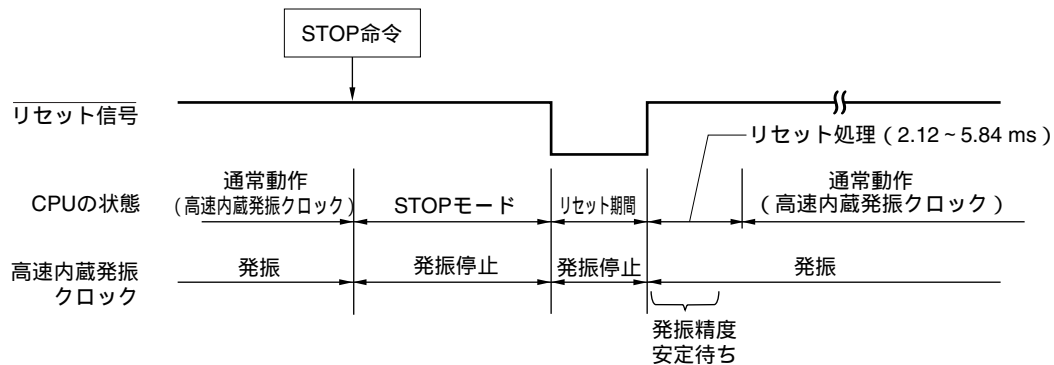 STOP命令
リセット信号
リセット処理（2.12～5.84 ms）
CPUの状態
通常動作
（高速内蔵発振クロック）
STOPモード
リセット期間
通常動作
（高速内蔵発振クロック）
高速内蔵発振
クロック
発振
発振停止
発振停止
発振
発振精度
安定待ち